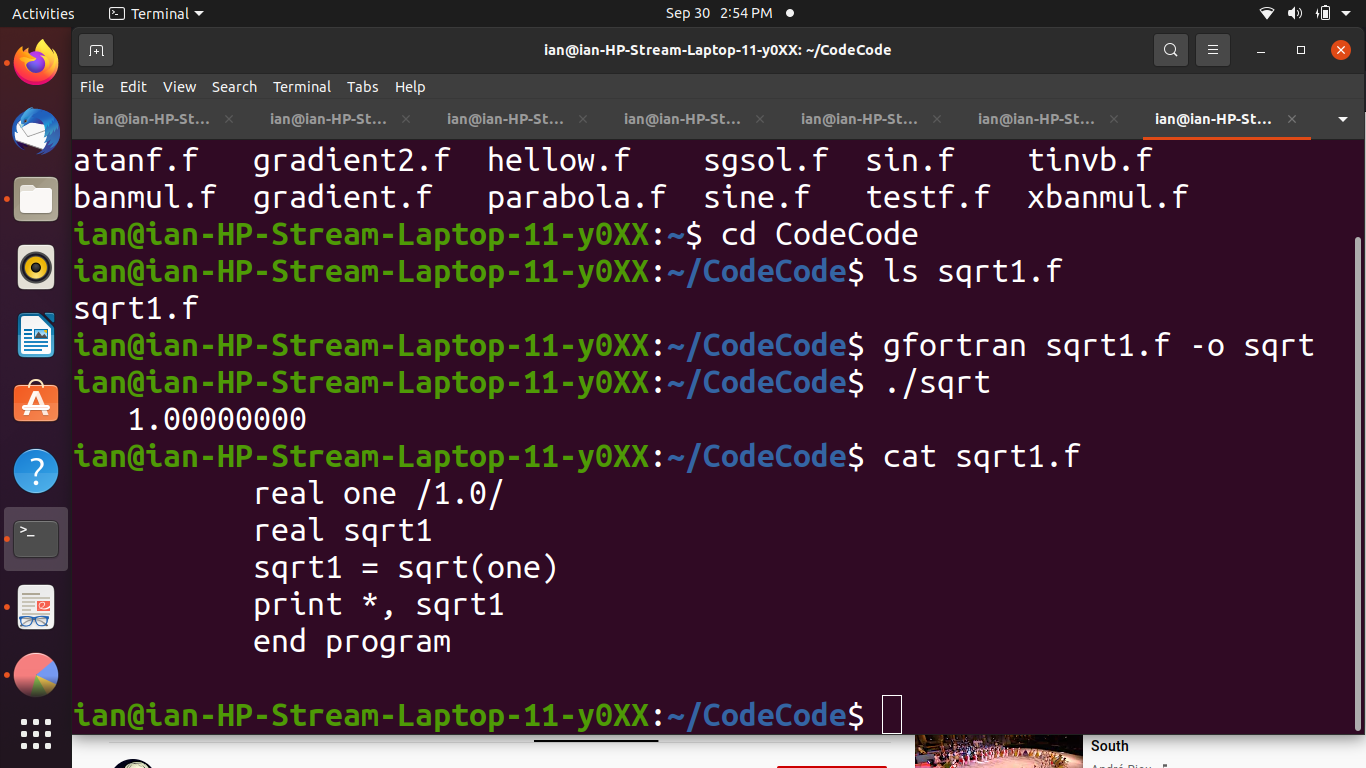 Activities Terminal Sep 30 2:54 PM
ian@ian-HP-Stream-Laptop-11-y0XX: ~/CodeCode
File Edit View Search Terminal Tabs Help
ian@ian-HP-St... × ian@ian-HP-St... × ian@ian-HP-St... × ian@ian-HP-St... × ian@ian-HP-St... × ian@ian-HP-St... × ian@ian-HP-St... ×
atanf.f gradient2.f hellow.f sgsol.f sin.f tinvb.f
banmul.f gradient.f parabola.f sine.f testf.f xbanmul.f
ian@ian-HP-Stream-Laptop-11-y0XX:~$ cd CodeCode
ian@ian-HP-Stream-Laptop-11-y0XX:~/CodeCode$ ls sqrt1.f
sqrt1.f
ian@ian-HP-Stream-Laptop-11-y0XX:~/CodeCode$ gfortran sqrt1.f -o sqrt
ian@ian-HP-Stream-Laptop-11-y0XX:~/CodeCode$ ./sqrt
1.00000000
ian@ian-HP-Stream-Laptop-11-y0XX:~/CodeCode$ cat sqrt1.f
real one /1.0/
real sqrt1
sqrt1 = sqrt(one)
print *, sqrt1
end program
ian@ian-HP-Stream-Laptop-11-y0XX:~/CodeCode$
South